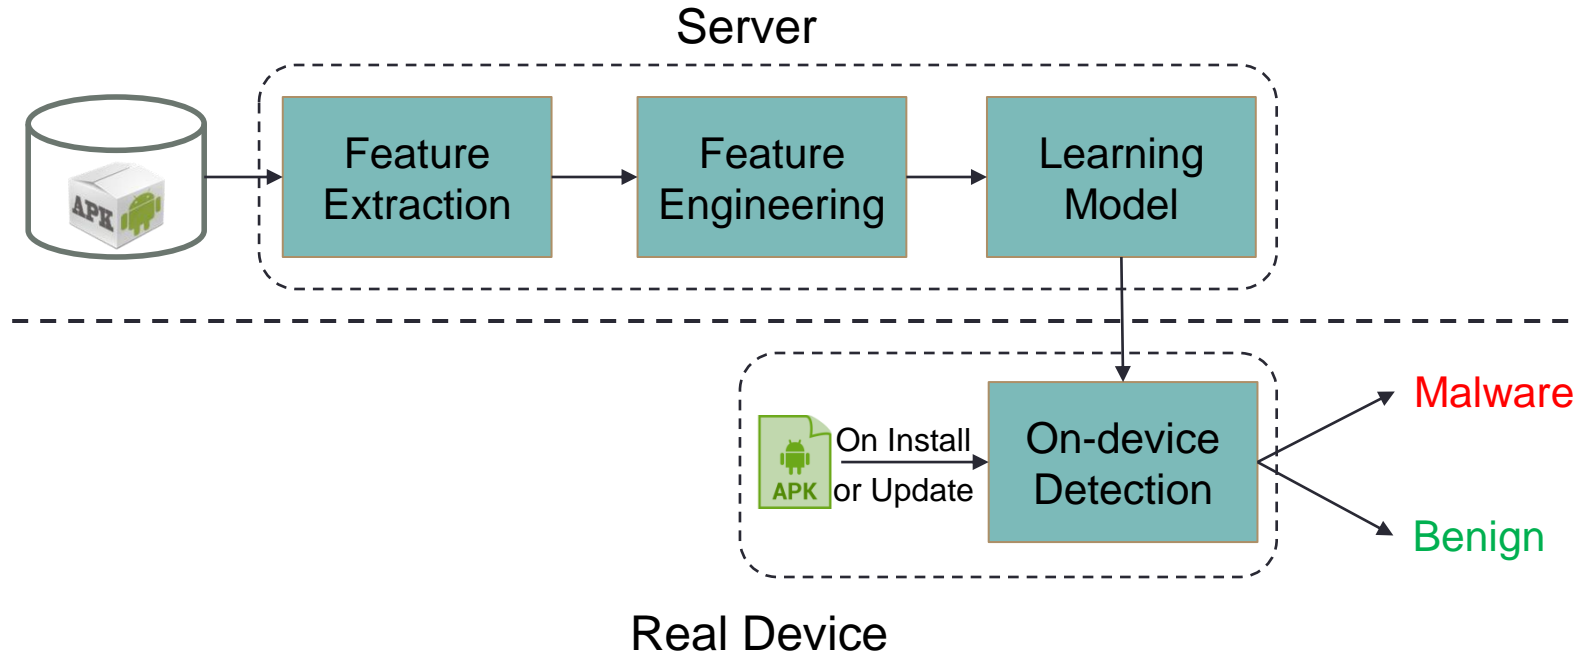 Server
APK
Feature
Extraction
Feature
Engineering
Learning
Model
APK
On Install
or Update
On-device
Detection
Malware
Benign
Real Device